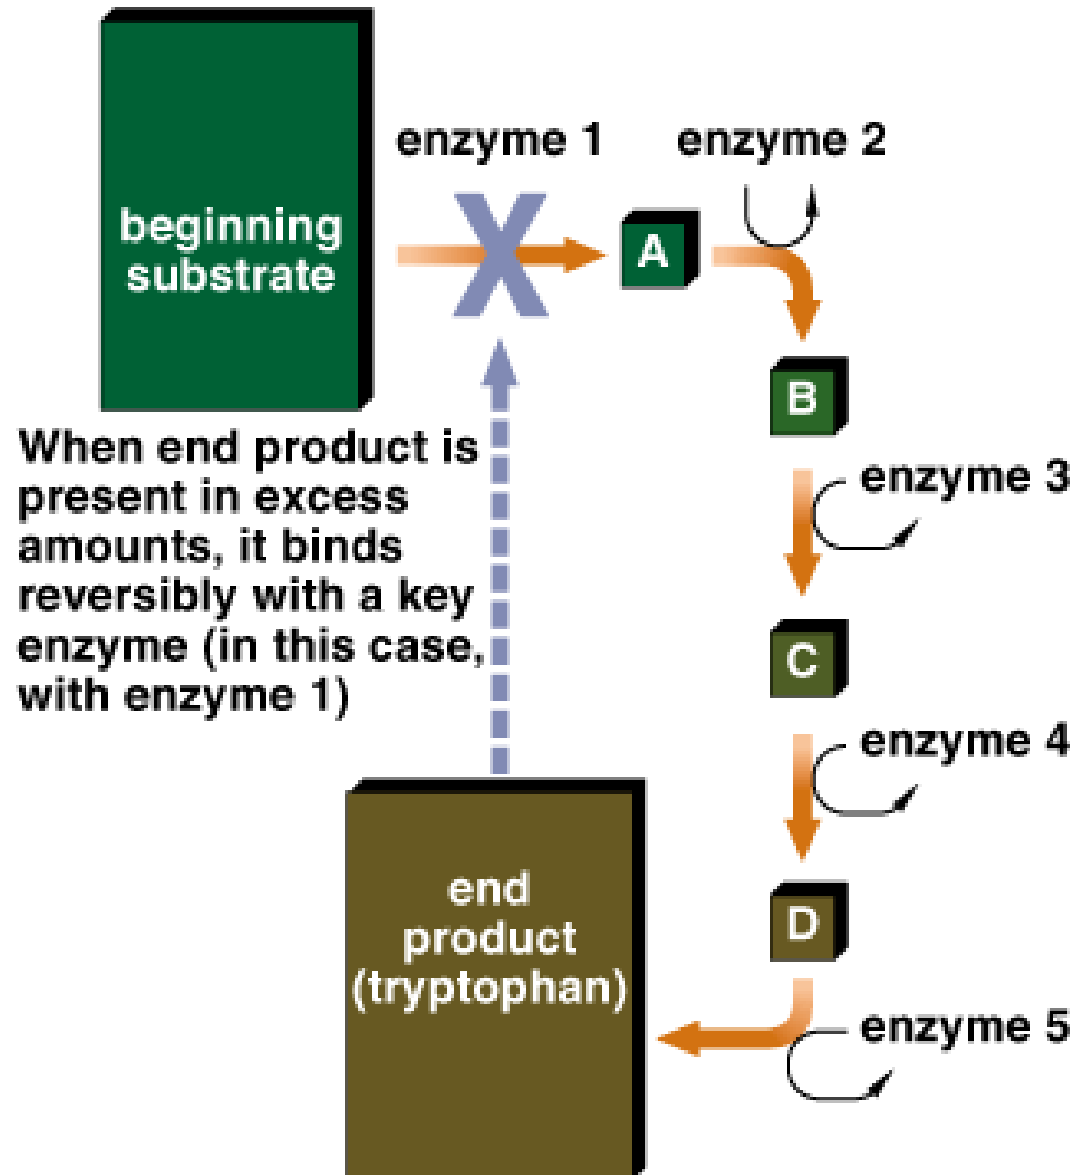 enzyme 1
enzyme 2
beginning
substrate
A
B
When end product is
present in excess
amounts, it binds
reversibly with a key
enzyme (in this case,
with enzyme 1)
enzyme 3
C
enzyme 4
D
end
product
(tryptophan)
enzyme 5